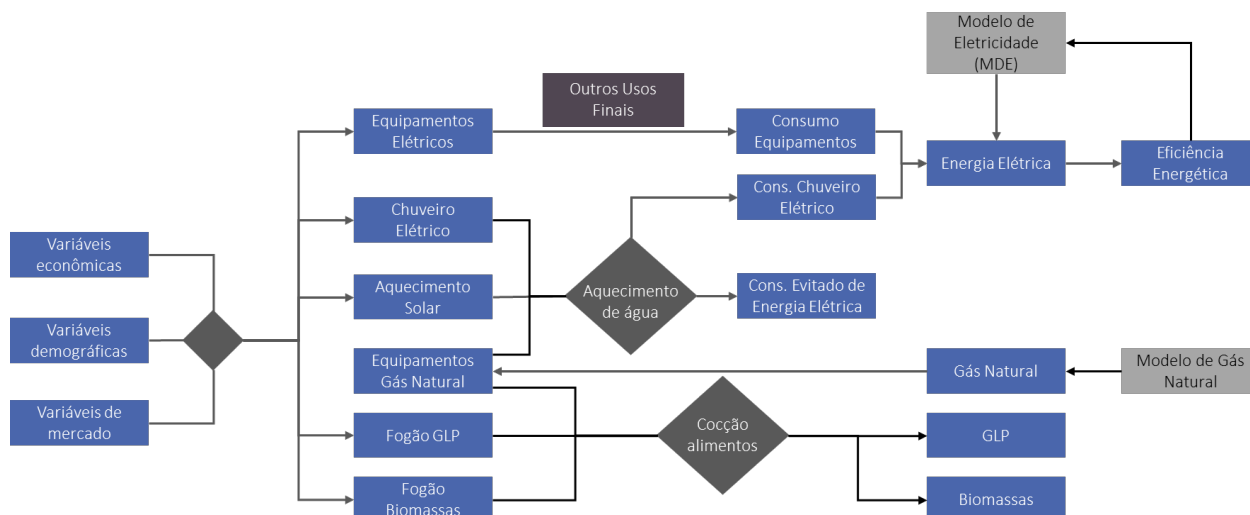 Modelo de
Eletricidade
(MDE)
Outros Usos
Finais
Equipamentos
Elétricos
Consumo
Equipamentos
Energia Elétrica
Eficiência
Energética
Chuveiro
Elétrico
Cons. Chuveiro
Elétrico
Variáveis
econômicas
Aquecimento
Solar
Aquecimento
de água
Cons. Evitado de
Energia Elétrica
Variáveis
demográficas
Equipamentos
Gás Natural
Gás Natural
Modelo de Gás
Natural
Variáveis de
mercado
Fogão GLP
Cocção
alimentos
GLP
Fogão
Biomassas
Biomassas